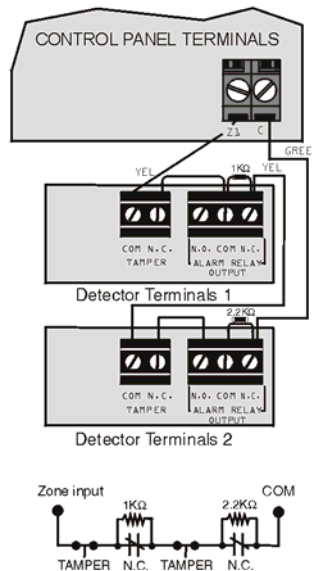 CONTROL PANEL TERMINALS
Z1 C
GREE
YEL 1KΩ YEL
COM N.C. N.O. COM N.C.
TAMPER ALARM RELAY
OUTPUT
Detector Terminals 1
2.2KΩ
COM N.C. N.O. COM N.C.
TAMPER ALARM RELAY
OUTPUT
Detector Terminals 2
Zone input 1KΩ 2.2KΩ COM
TAMPER N.C. TAMPER N.C.